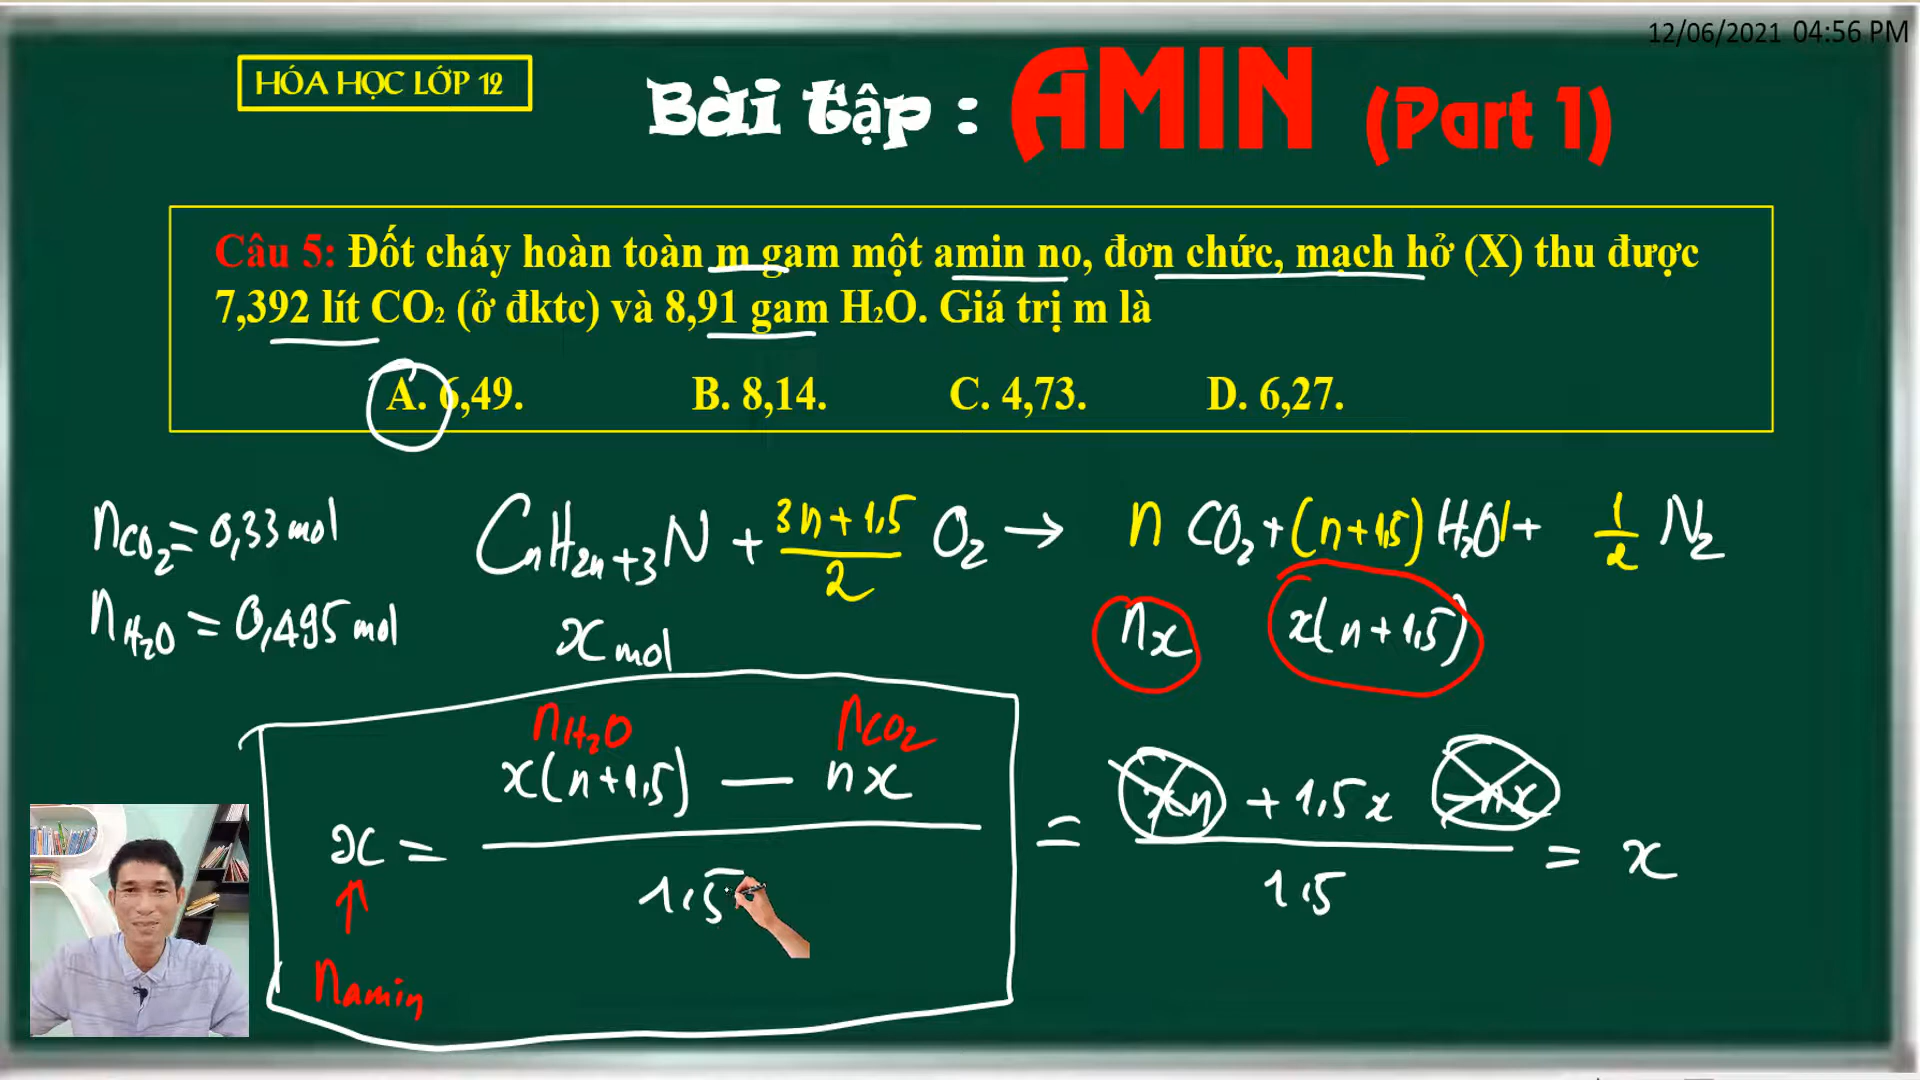 12/06/2021 04:56 PM
HÓA HỌC LỚP 12
Bài tập : AMIN (Part 1)
Câu 5: Đốt cháy hoàn toàn m gam một amin no, đơn chức, mạch hở (X) thu được
7,392 lít CO₂ (ở đktc) và 8,91 gam H₂O. Giá trị m là
A. 6,49. B. 8,14. C. 4,73. D. 6,27.
nCO₂ = 0,33 mol
CnH2n+3N + (3n+1,5)/2 O₂ → n CO₂ + (n+1,5) H₂O + 1/2 N₂
nH₂O = 0,495 mol
x mol
nx
x(n+1,5)
nH₂O nCO₂
x = (x(n+1,5) — nx)/1,5 = (xn + 1,5x - nx)/1,5 = x
namin